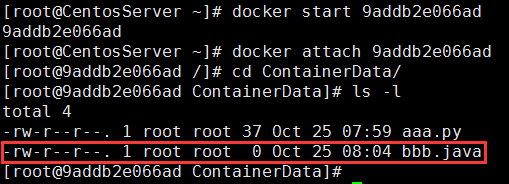 [root@CentosServer ~]# docker start 9addb2e066ad
9addb2e066ad
[root@CentosServer ~]# docker attach 9addb2e066ad
[root@9addb2e066ad /]# cd ContainerData/
[root@9addb2e066ad ContainerData]# ls -l
total 4
-rw-r--r--. 1 root root 37 Oct 25 07:59 aaa.py
-rw-r--r--. 1 root root  0 Oct 25 08:04 bbb.java
[root@9addb2e066ad ContainerData]#